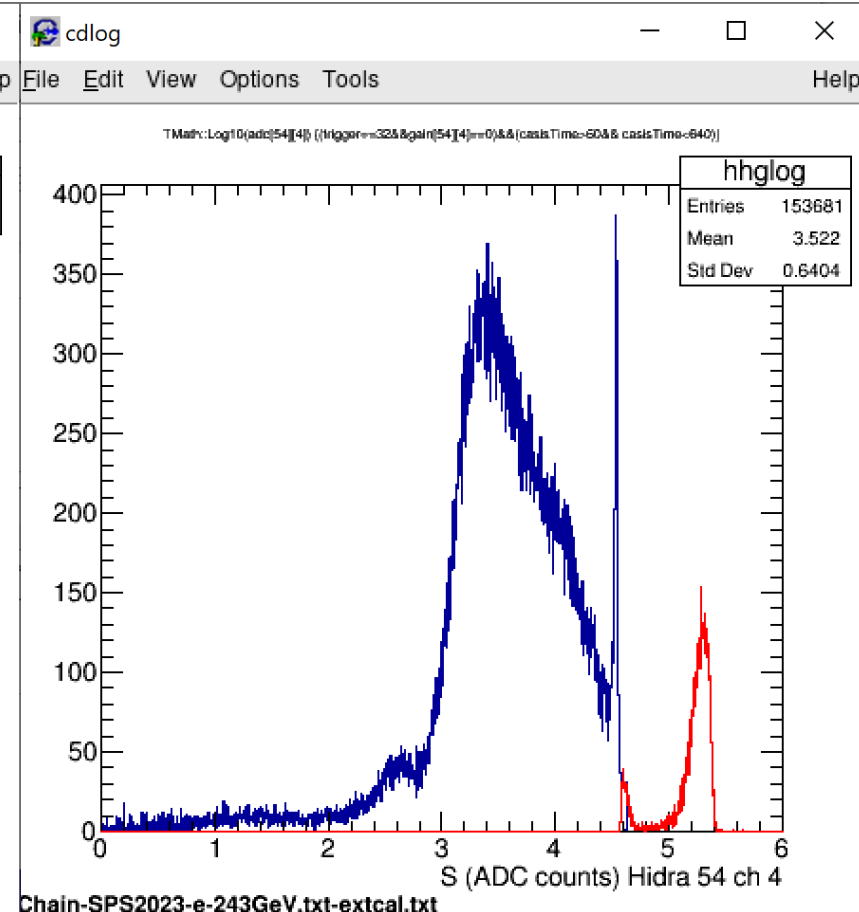 cdlog
p File Edit View Options Tools Help
TMath::Log10(adc[54][4]) {(trigger==32&&gain[54][4]==0)&&(casisTime>50&& casisTime<640)}
hhglog
Entries 153681
Mean 3.522
Std Dev 0.6404
400
350
300
250
200
150
100
50
0
0 1 2 3 4 5 6
S (ADC counts) Hidra 54 ch 4
Chain-SPS2023-e-243GeV.txt-extcal.txt